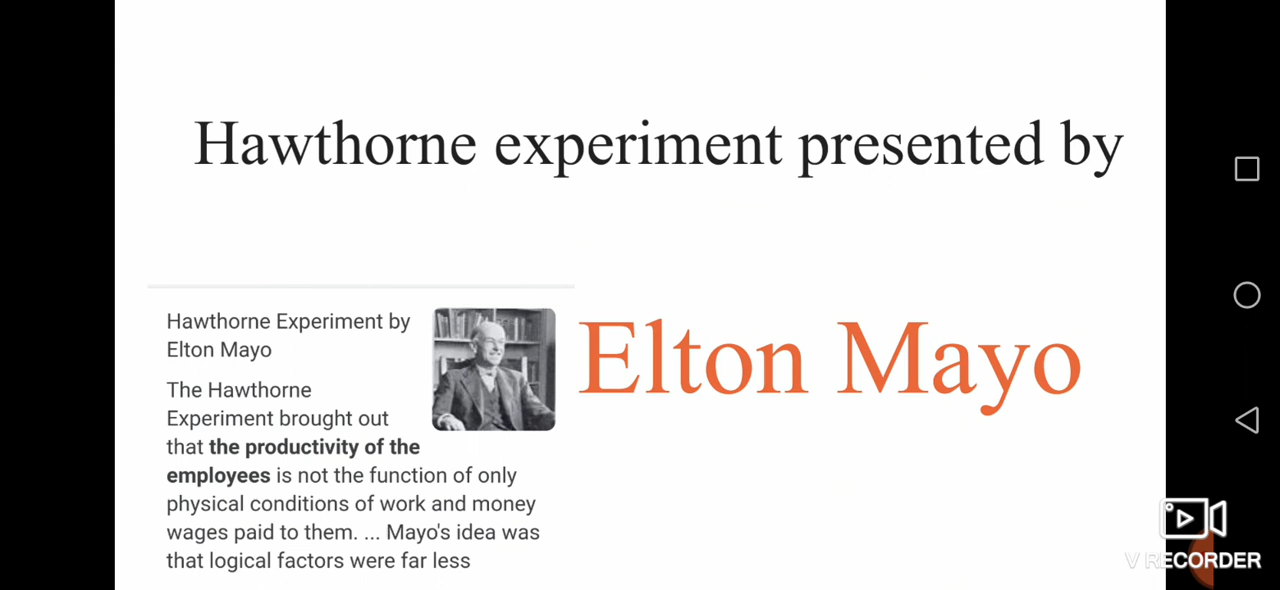 Hawthorne experiment presented by
Elton Mayo
Hawthorne Experiment by
Elton Mayo
The Hawthorne
Experiment brought out
that the productivity of the
employees is not the function of only
physical conditions of work and money
wages paid to them. ... Mayo's idea was
that logical factors were far less
V RECORDER